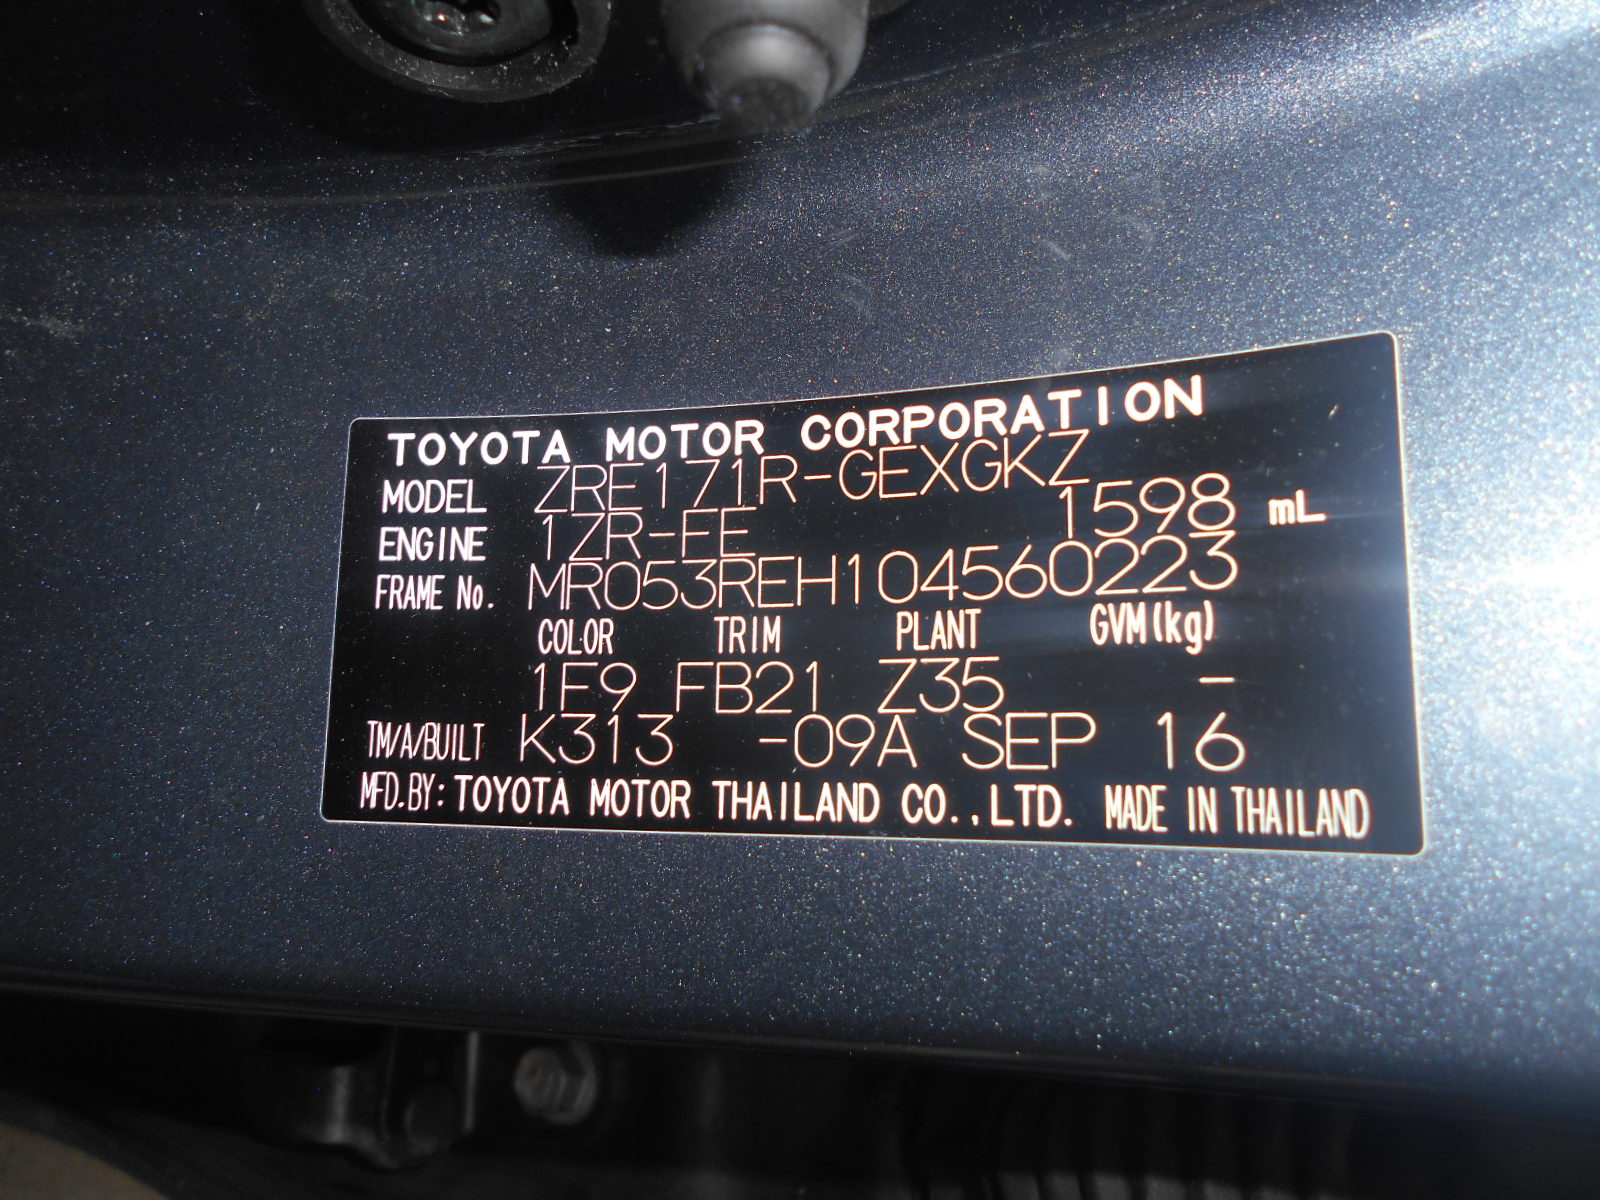 TOYOTA MOTOR CORPORATION
MODEL ZRE171R-GEXGKZ
ENGINE 1ZR-FE 1598 mL
FRAME No. MR053REH104560223
COLOR TRIM PLANT GVM(kg)
1F9 FB21 Z35 -
TM/A/BUILT K313 -09A SEP 16
MFD.BY: TOYOTA MOTOR THAILAND CO.,LTD. MADE IN THAILAND